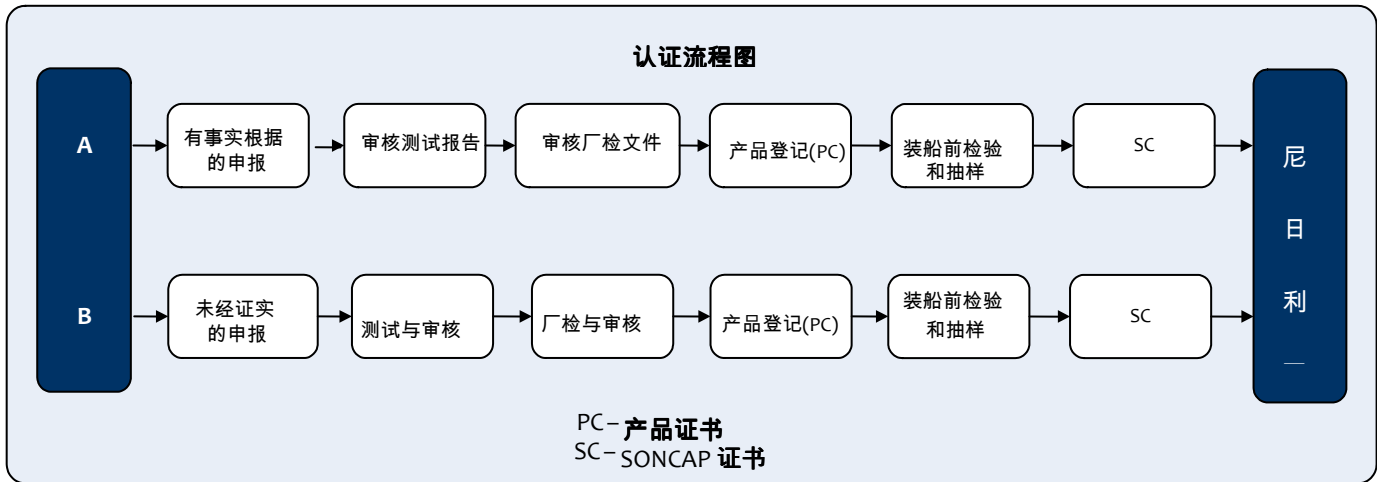 认证流程图
A
有事实根据
的申报
审核测试报告
审核厂检文件
产品登记(PC)
装船前检验
和抽样
SC
B
未经证实
的申报
测试与审核
厂检与审核
产品登记(PC)
装船前检验
和抽样
SC
尼
日
利
PC–产品证书
SC–SONCAP 证书